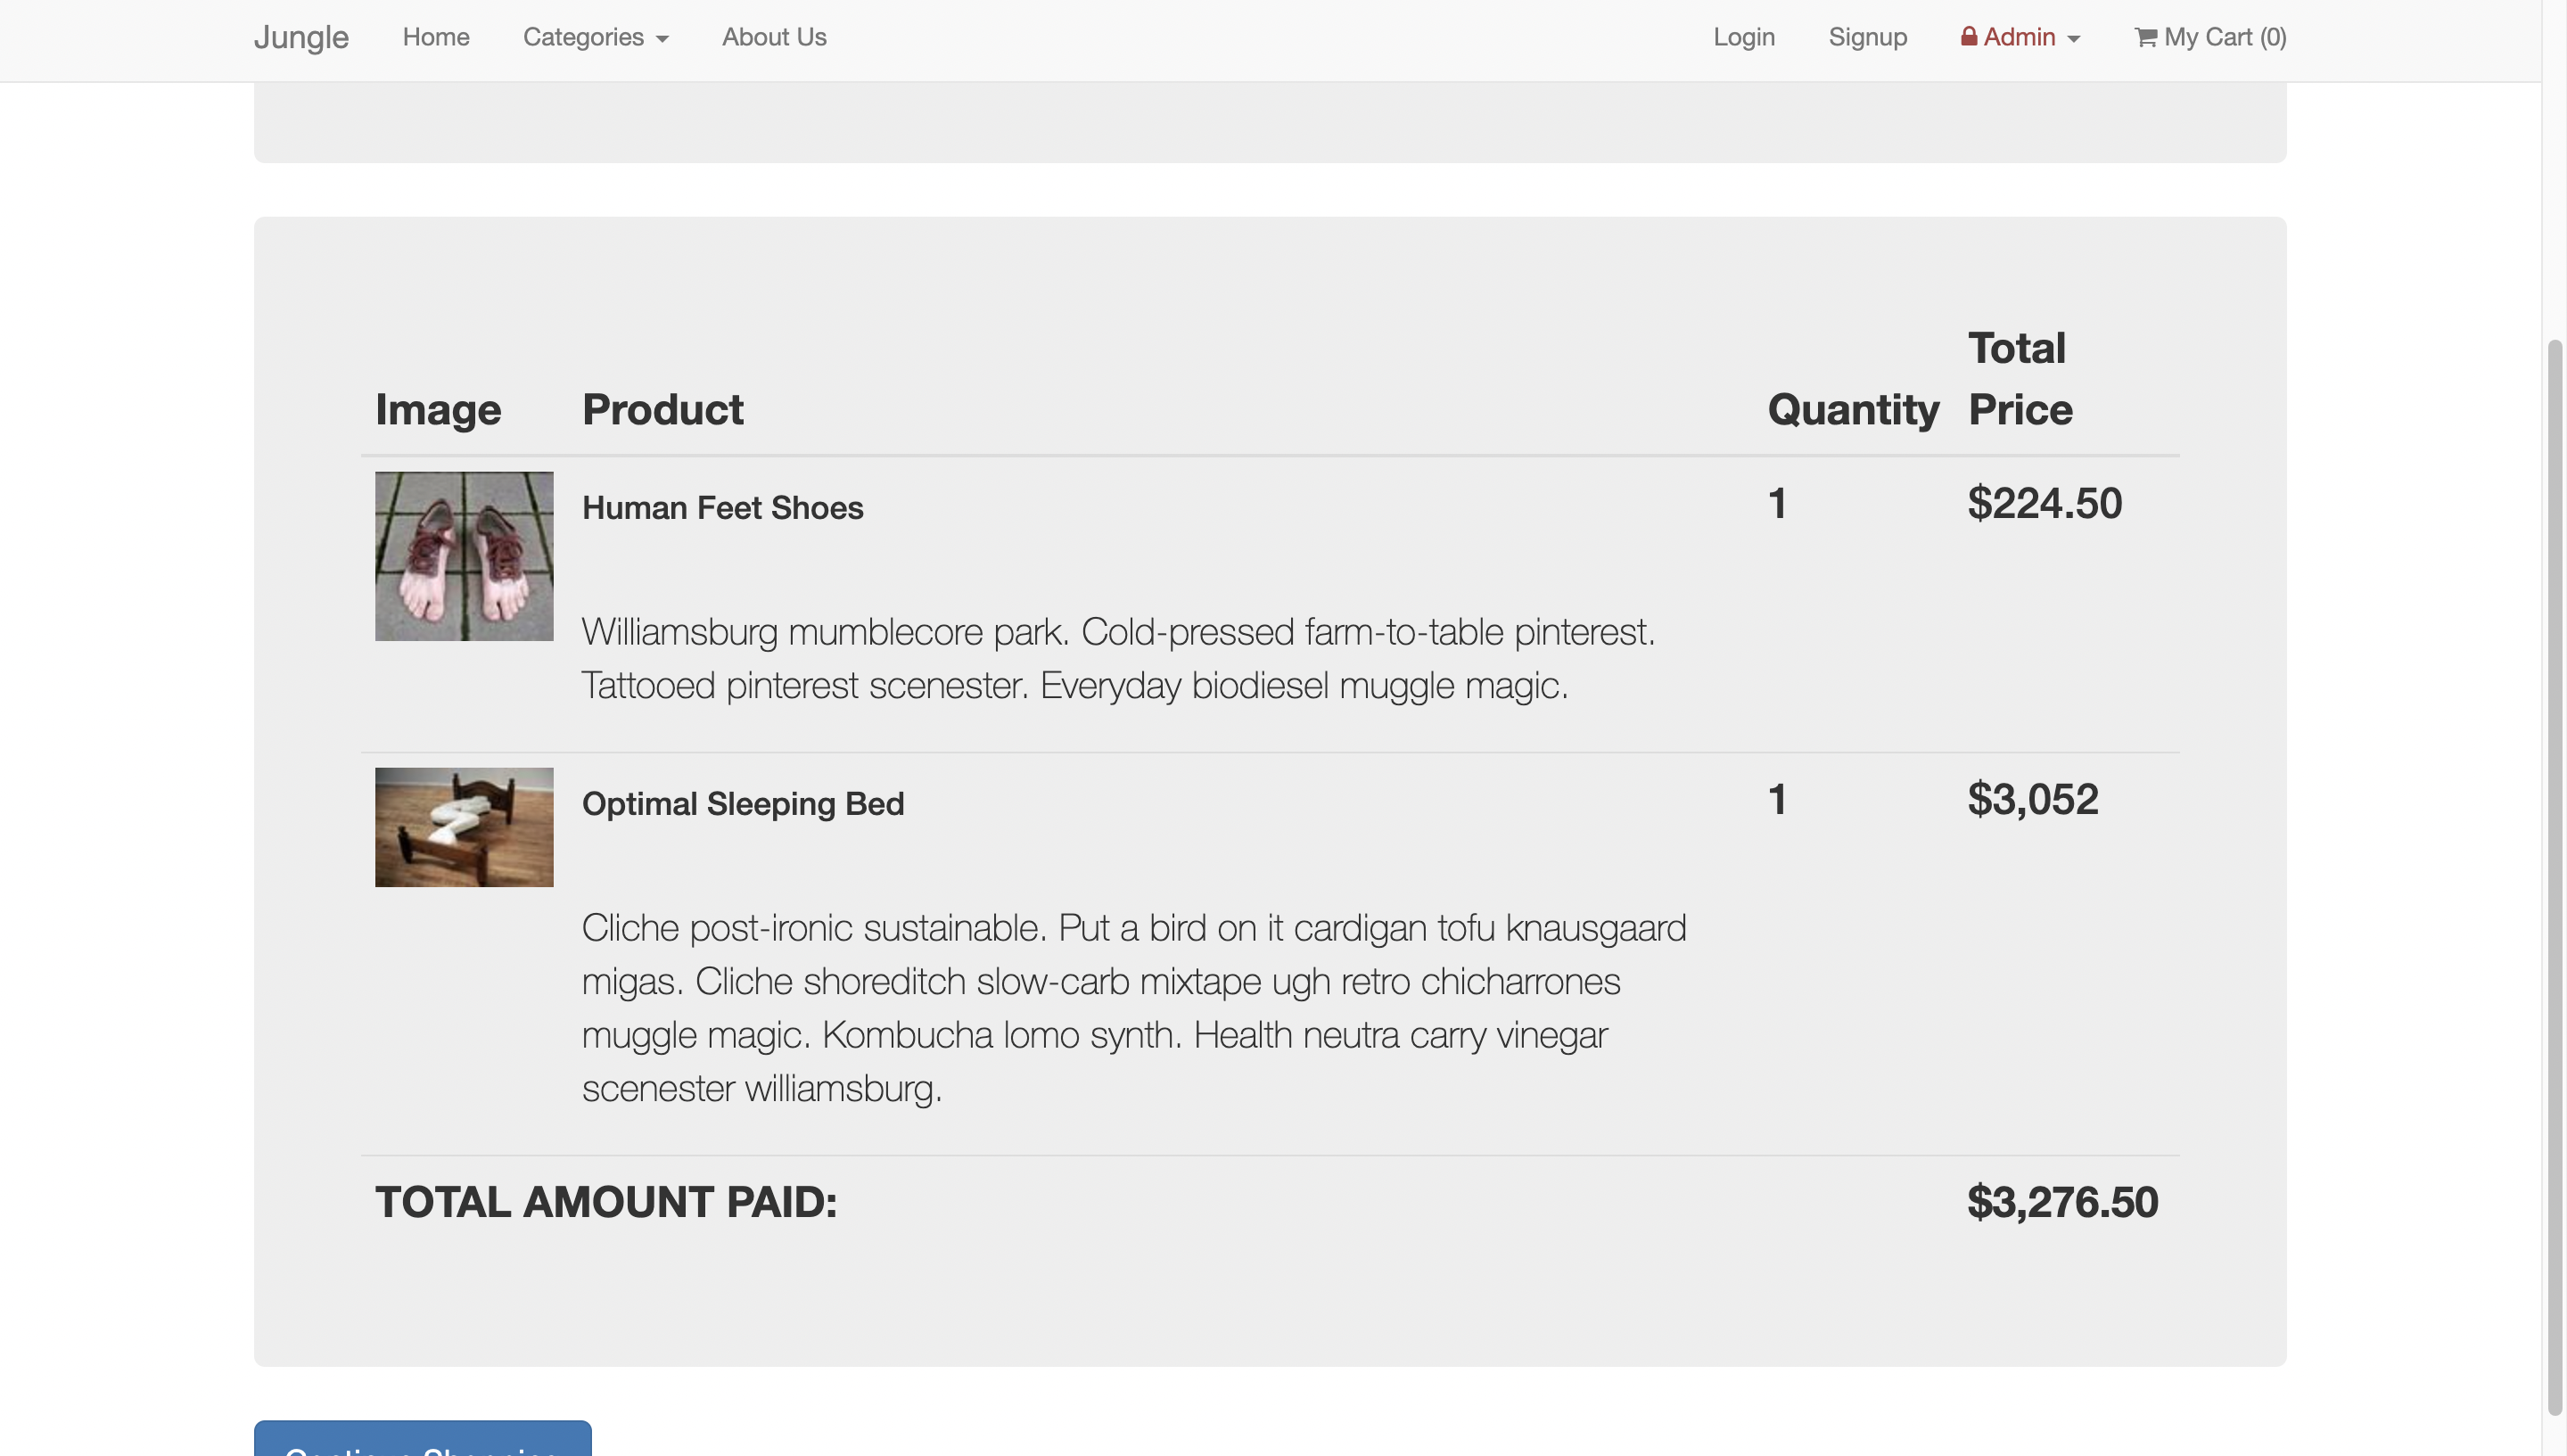 Jungle Home Categories About Us Login Signup Admin My Cart (0)
Total
Image Product Quantity Price
Human Feet Shoes 1 $224.50
Williamsburg mumblecore park. Cold-pressed farm-to-table pinterest.
Tattooed pinterest scenester. Everyday biodiesel muggle magic.
Optimal Sleeping Bed 1 $3,052
Cliche post-ironic sustainable. Put a bird on it cardigan tofu knausgaard
migas. Cliche shoreditch slow-carb mixtape ugh retro chicharrones
muggle magic. Kombucha lomo synth. Health neutra carry vinegar
scenester williamsburg.
TOTAL AMOUNT PAID: $3,276.50
Continue Shopping